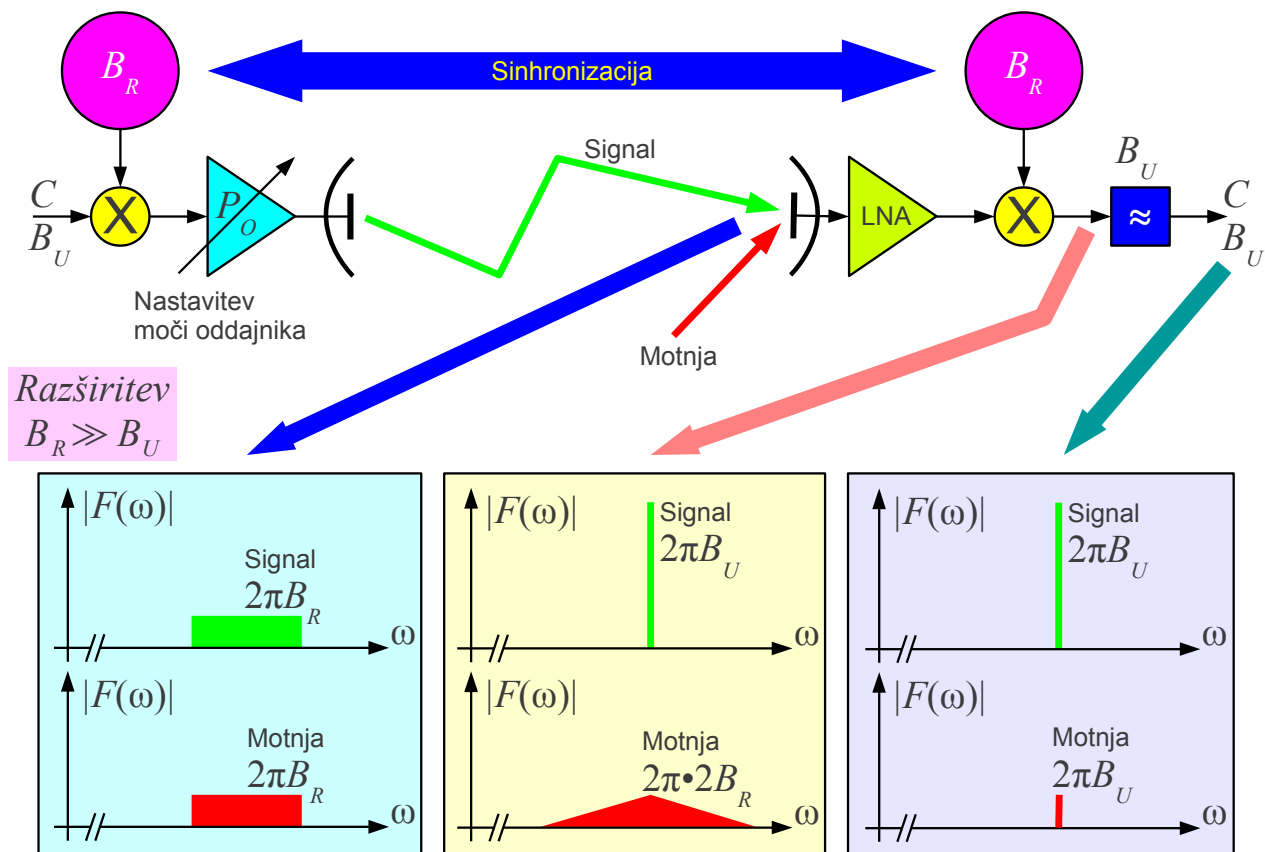 B_R
Sinhronizacija
B_R
Signal
B_U
C
B_U
X
P_O
LNA
X
≈
C
B_U
Nastavitev
moči oddajnika
Motnja
Razširitev
B_R ≫ B_U
|F(ω)|
Signal
2πB_R
ω
|F(ω)|
Motnja
2πB_R
ω
|F(ω)|
Signal
2πB_U
ω
|F(ω)|
Motnja
2π•2B_R
ω
|F(ω)|
Signal
2πB_U
ω
|F(ω)|
Motnja
2πB_U
ω